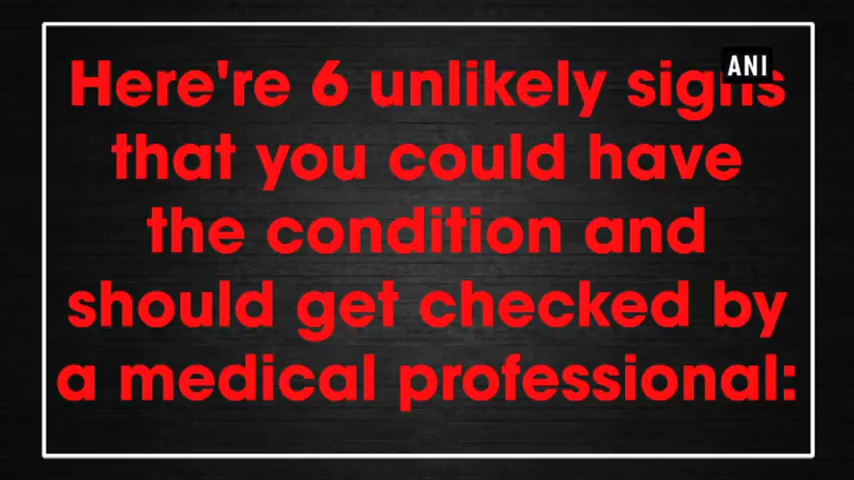 ANI
Here're 6 unlikely signs
that you could have
the condition and
should get checked by
a medical professional: